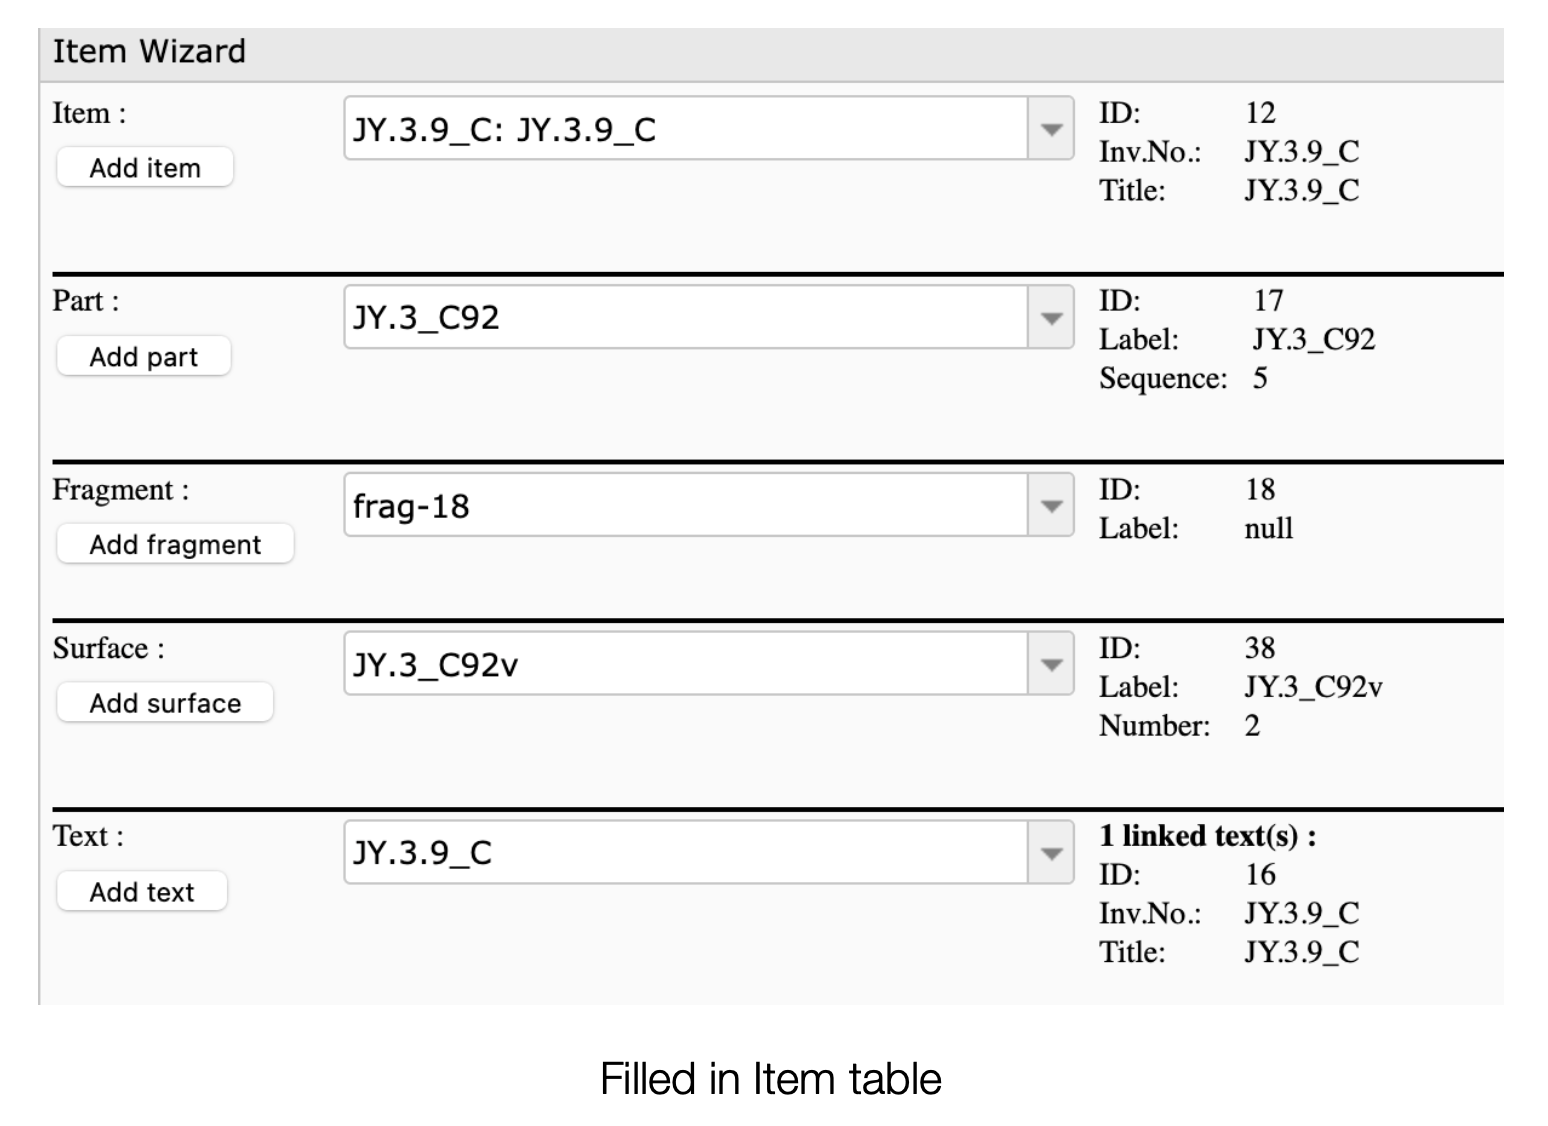 Item Wizard
Item :
JY.3.9_C: JY.3.9_C
Add item
ID: 12
Inv.No.: JY.3.9_C
Title: JY.3.9_C
Part :
JY.3_C92
Add part
ID: 17
Label: JY.3_C92
Sequence: 5
Fragment :
frag-18
Add fragment
ID: 18
Label: null
Surface :
JY.3_C92v
Add surface
ID: 38
Label: JY.3_C92v
Number: 2
Text :
JY.3.9_C
Add text
1 linked text(s) :
ID: 16
Inv.No.: JY.3.9_C
Title: JY.3.9_C
Filled in Item table